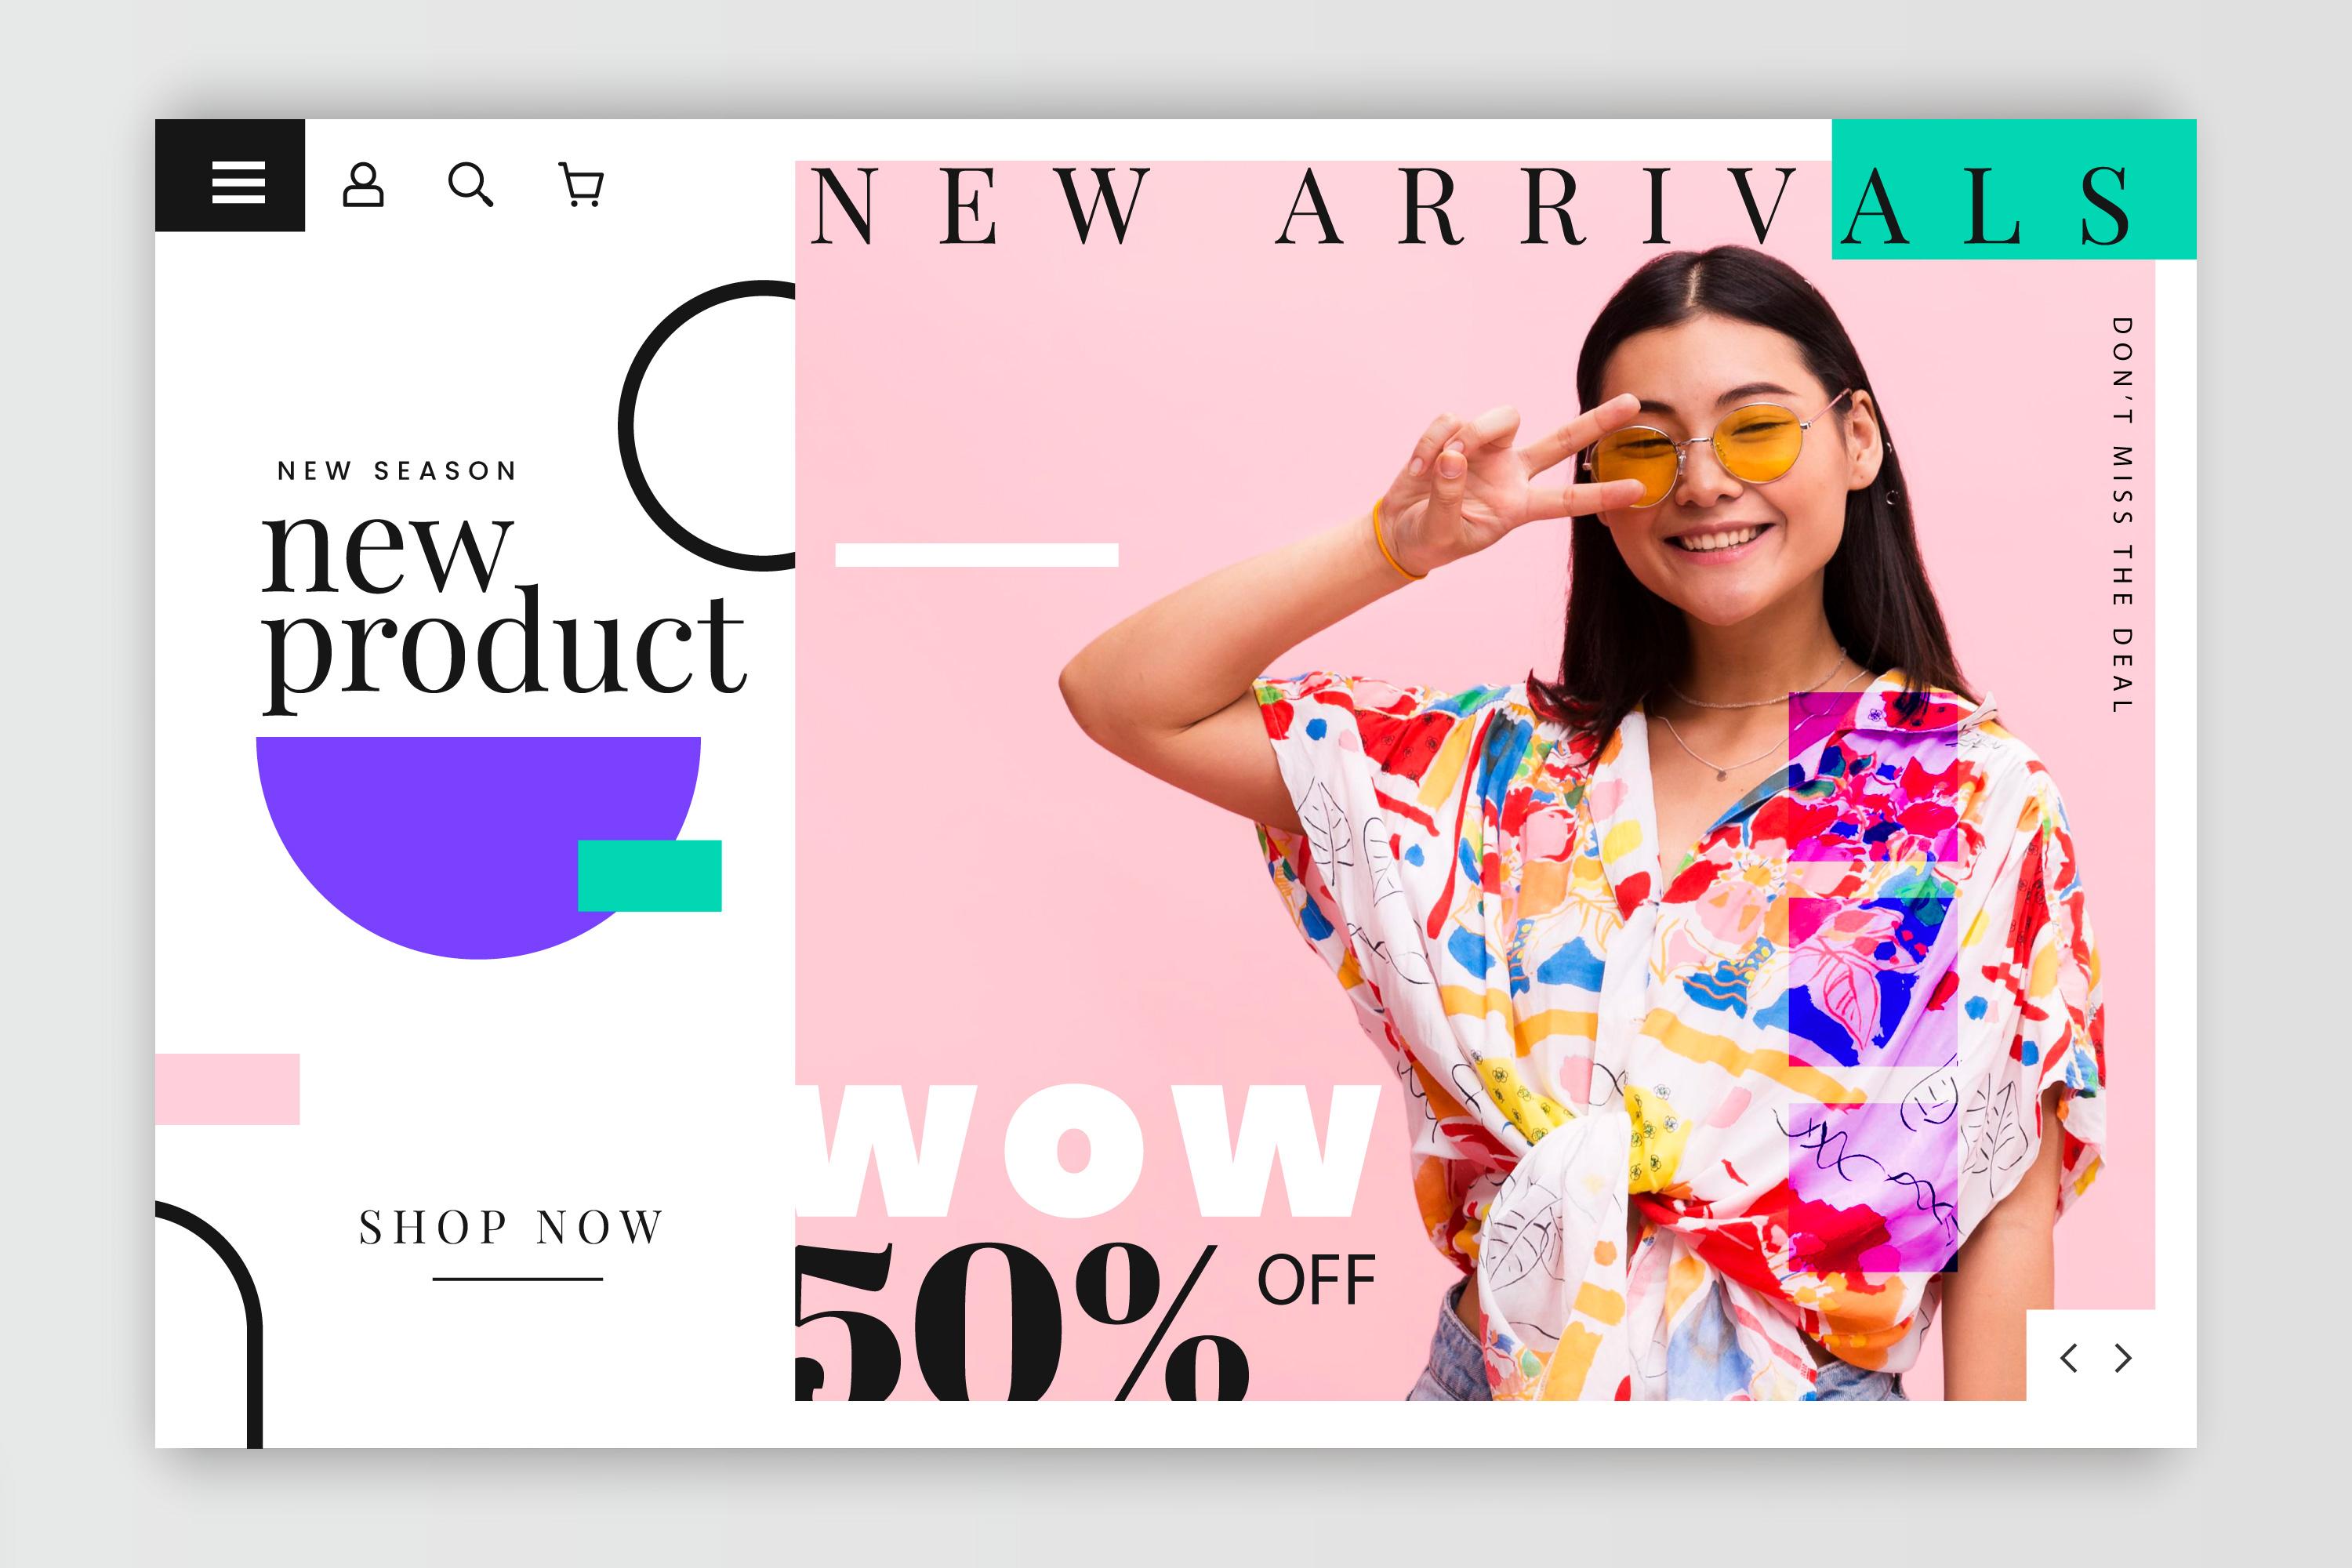 NEW ARRIVALS
NEW SEASON
new
product
SHOP NOW
DON'T MISS THE DEAL
WOW
50% OFF